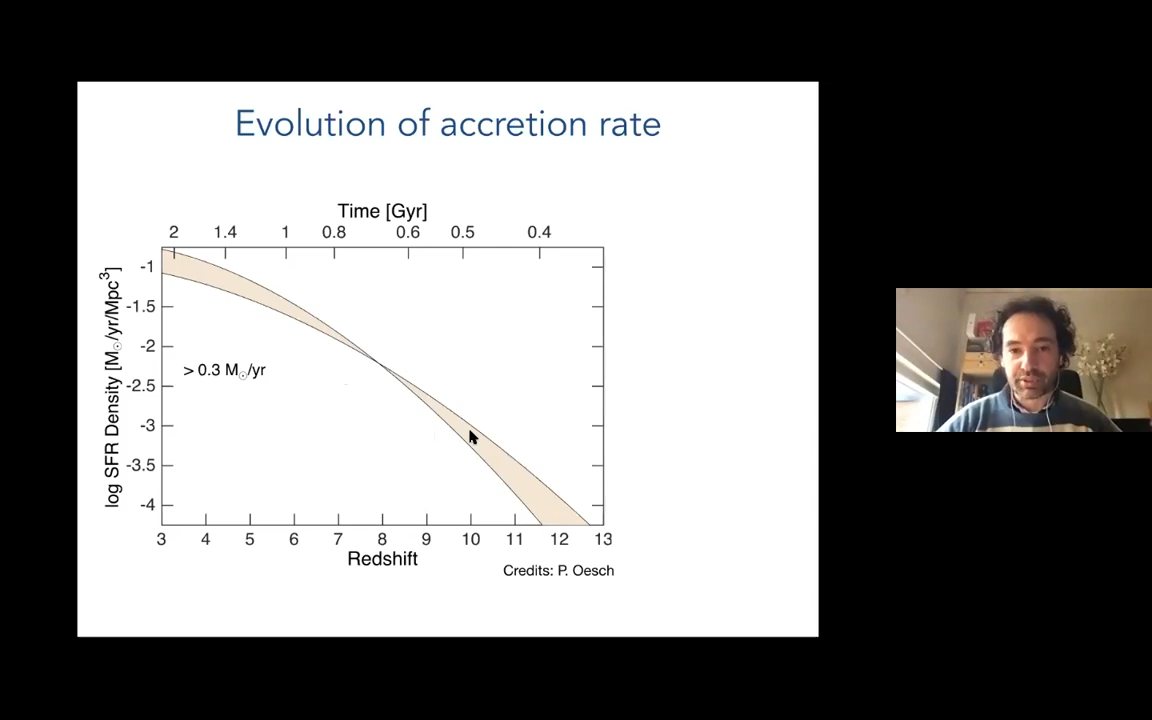 Evolution of accretion rate
Time [Gyr]
2 1.4 1 0.8 0.6 0.5 0.4
log SFR Density [M☉/yr/Mpc³]
-1
-1.5
-2
> 0.3 M☉/yr
-2.5
-3
-3.5
-4
3 4 5 6 7 8 9 10 11 12 13
Redshift
Credits: P. Oesch